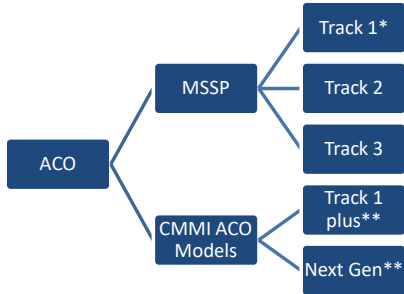 Track 1*
MSSP
Track 2
Track 3
ACO
Track 1
plus**
CMMI ACO
Models
Next Gen**